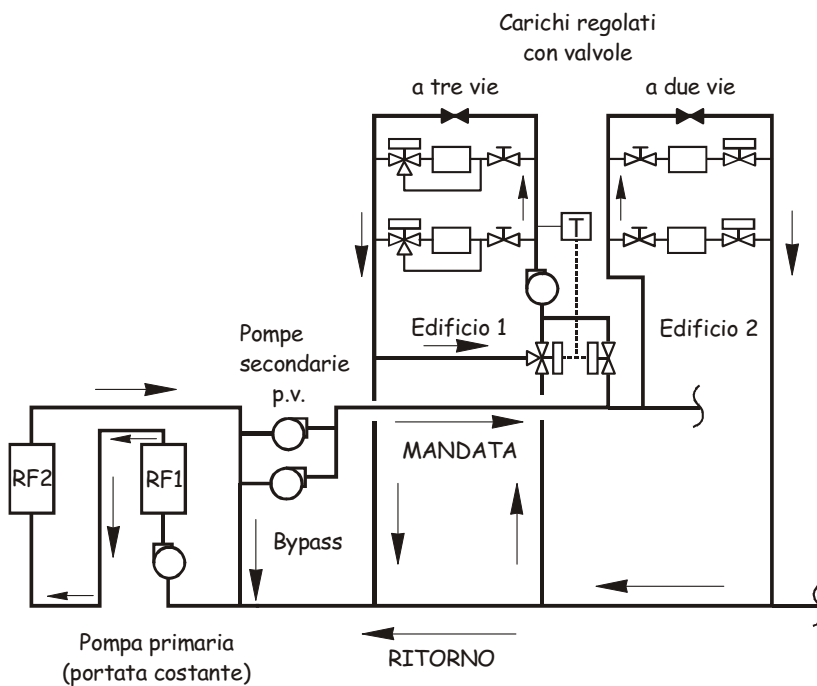 Carichi regolati
con valvole
a tre vie
a due vie
T
Edificio 1
Edificio 2
Pompe
secondarie
p.v.
MANDATA
RF2
RF1
Bypass
Pompa primaria
(portata costante)
RITORNO